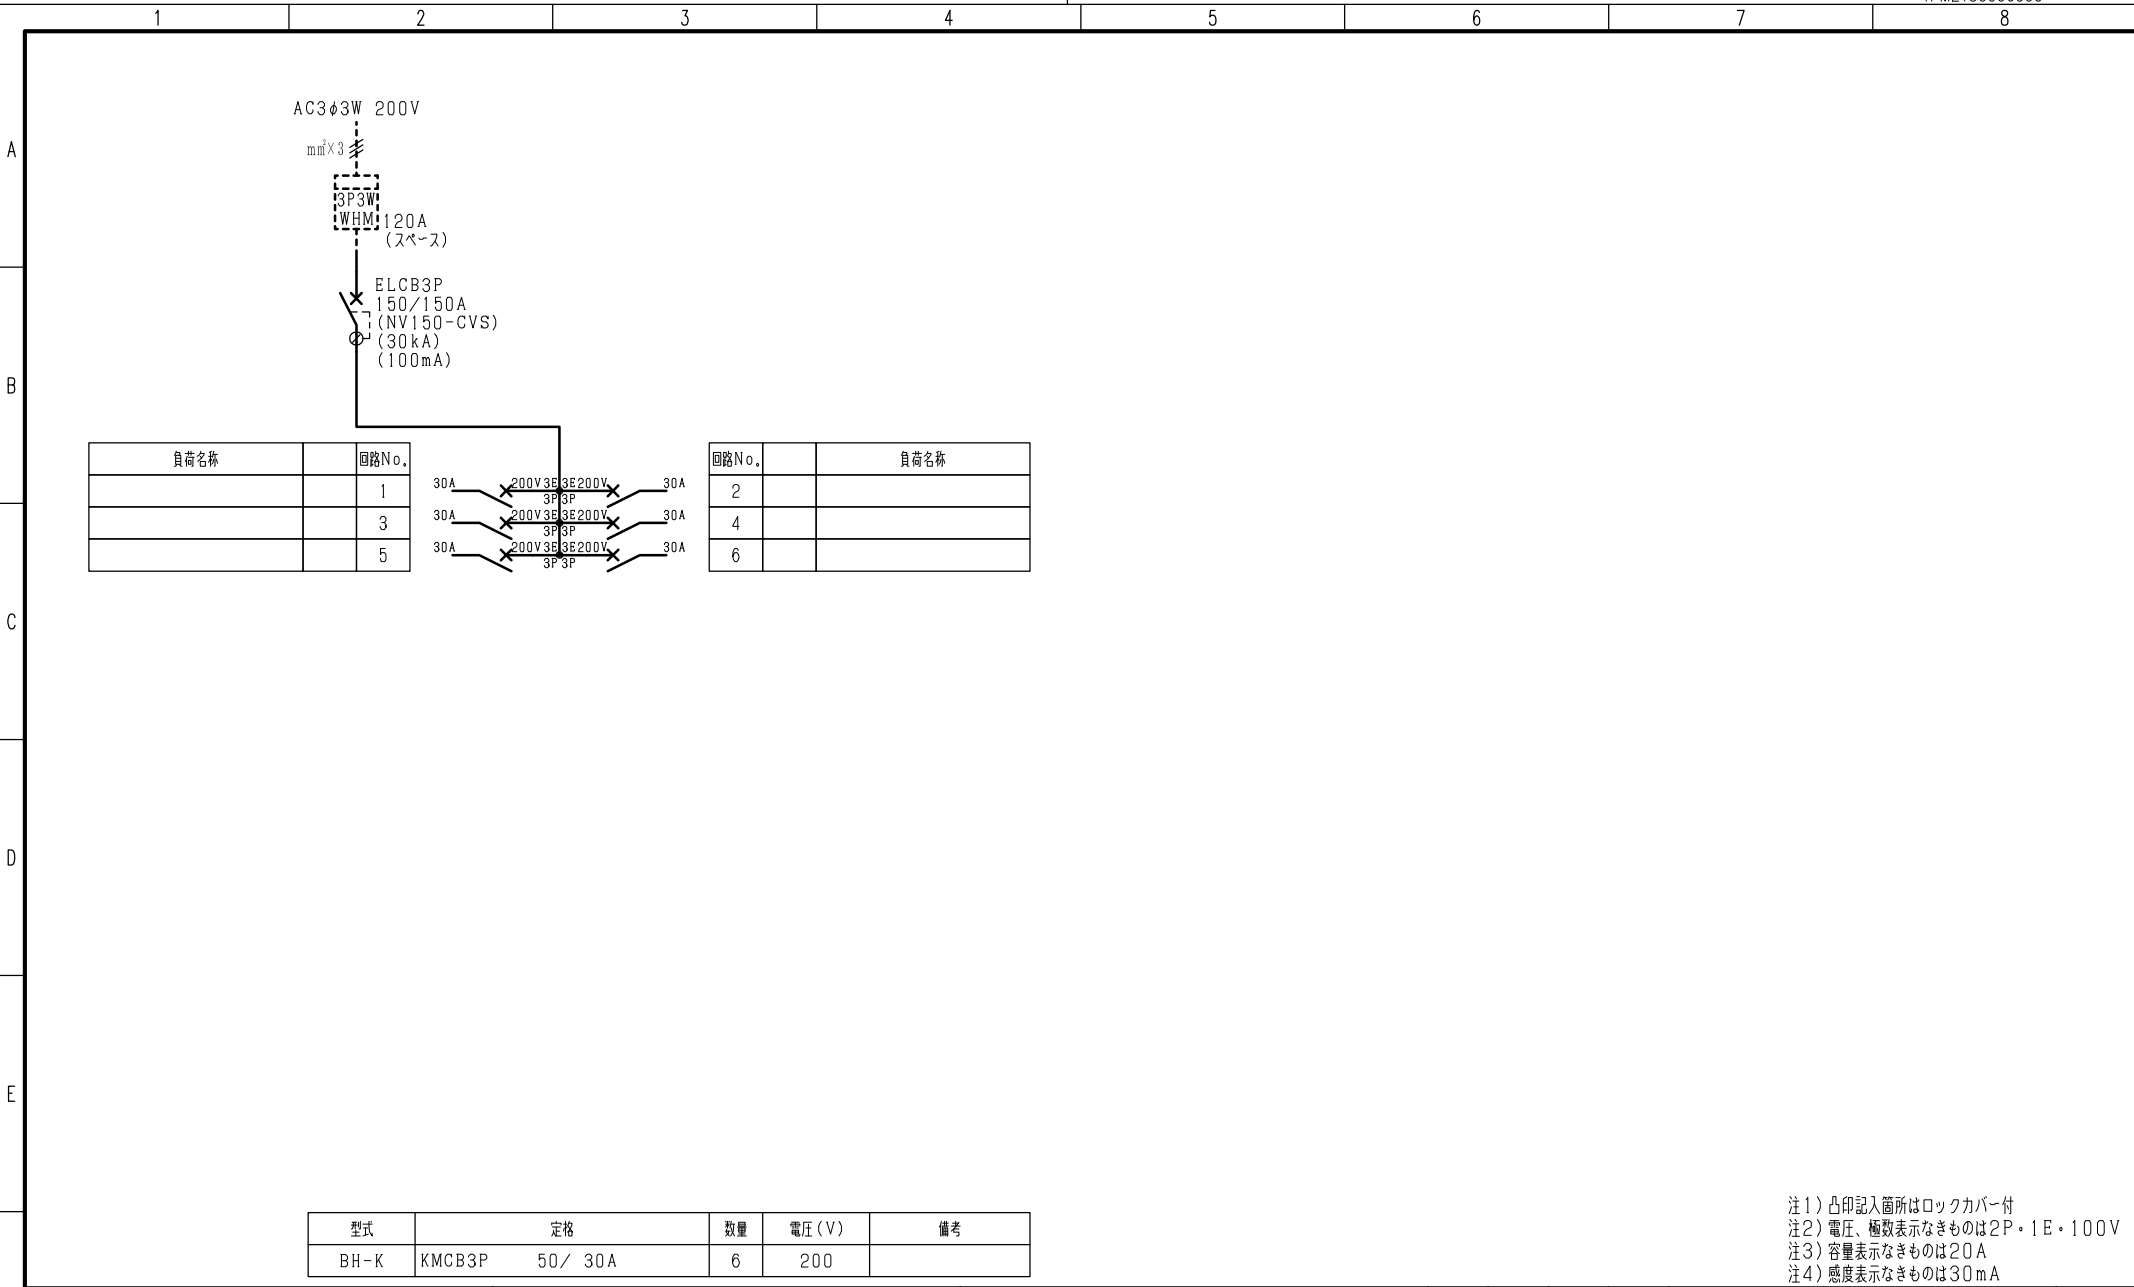 1 2 3 4 5 6 7 8
A
B
C
D
E
AC3φ3W 200V
mm²×3
3P3W
WHM
120A
(スペース)
ELCB3P
150/150A
(NV150-CVS)
(30kA)
(100mA)
負荷名称 回路No.
1
3
5
30A 200V 3E 3E 200V 30A
3P 3P
30A 200V 3E 3E 200V 30A
3P 3P
30A 200V 3E 3E 200V 30A
3P 3P
回路No. 負荷名称
2
4
6
型式 定格 数量 電圧(V) 備考
BH-K KMCB3P 50/ 30A 6 200
注1)凸印記入箇所はロックカバー付
注2)電圧、極数表示なきものは2P・1E・100V
注3)容量表示なきものは20A
注4)感度表示なきものは30mA